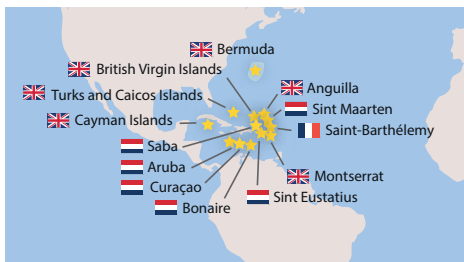 Bermuda
British Virgin Islands
Turks and Caicos Islands
Cayman Islands
Anguilla
Sint Maarten
Saint-Barthélemy
Saba
Aruba
Curaçao
Bonaire
Montserrat
Sint Eustatius